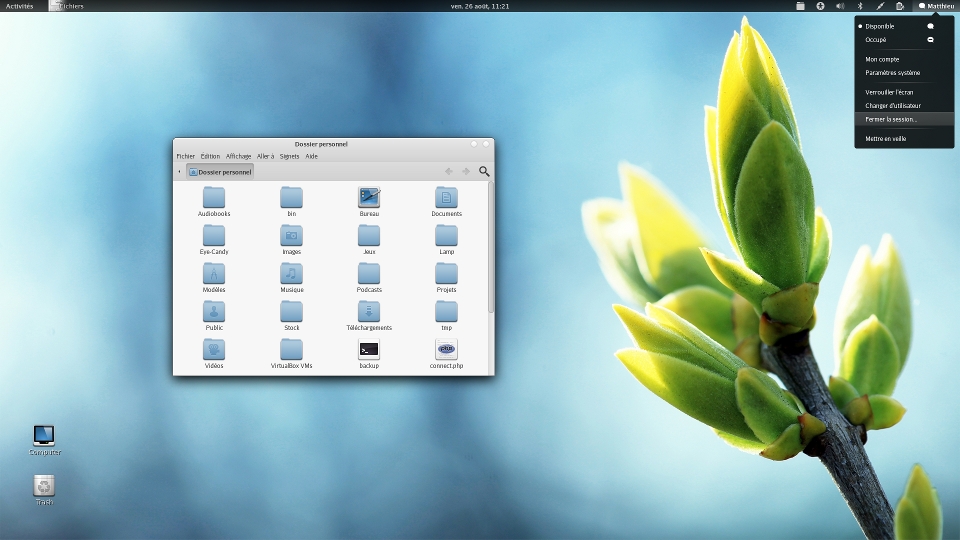 Activités
Fichiers
ven. 26 août, 11:21
Matthieu
Disponible
Occupé
Mon compte
Paramètres système
Verrouiller l'écran
Changer d'utilisateur
Fermer la session...
Mettre en veille
Dossier personnel
Fichier Édition Affichage Aller à Signets Aide
Dossier personnel
Audiobooks bin Bureau Documents
Eye-Candy Images Jeux Lamp
Modèles Musique Podcasts Projets
Public Stock Téléchargements tmp
Vidéos VirtualBox VMs backup connect.php
php
Computer
Trash